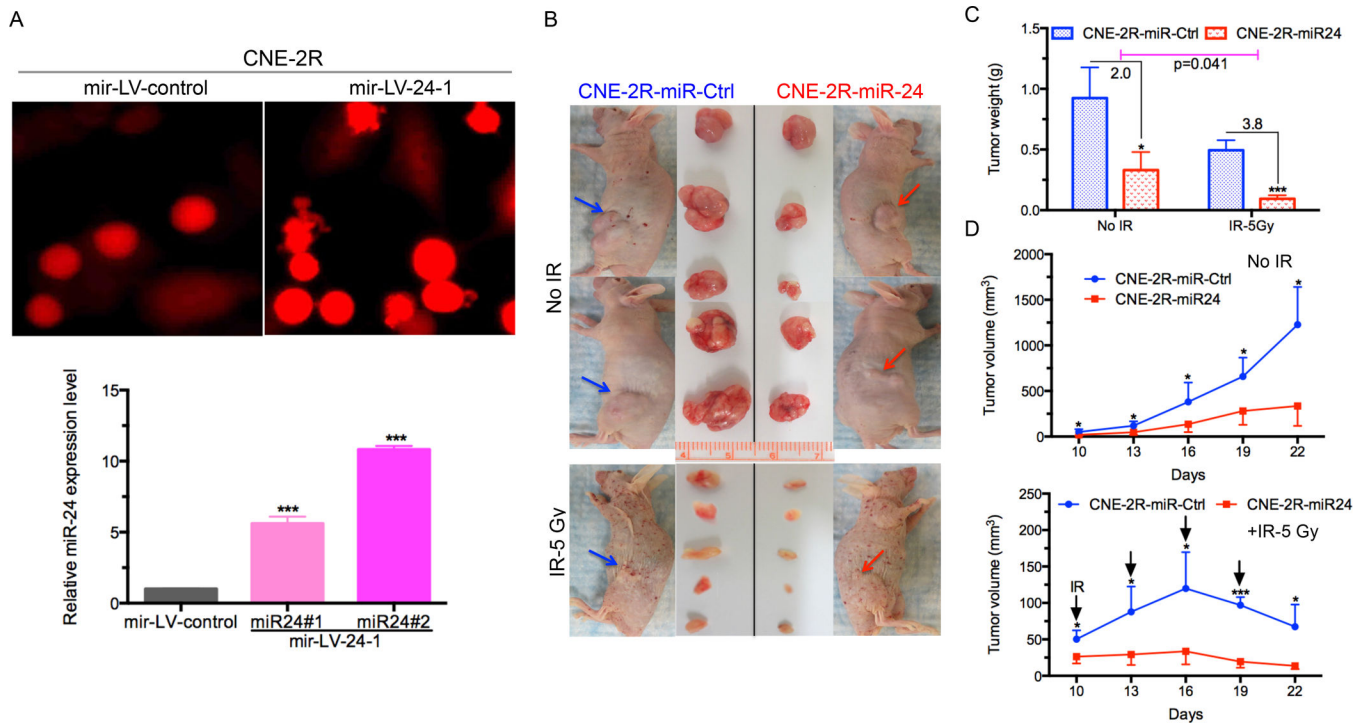 A
CNE-2R
mir-LV-control
mir-LV-24-1
Relative miR-24 expression level
15
10
5
0
***
***
mir-LV-control
miR24#1
miR24#2
mir-LV-24-1
B
CNE-2R-miR-Ctrl
CNE-2R-miR-24
No IR
4 5 6 7
IR-5 Gy
C
CNE-2R-miR-Ctrl
CNE-2R-miR24
Tumor weight (g)
1.5
1.0
0.5
0.0
p=0.041
2.0
3.8
*
***
No IR
IR-5Gy
D
No IR
CNE-2R-miR-Ctrl
CNE-2R-miR24
Tumor volume (mm³)
1750
1500
1250
1000
750
500
250
0
*
*
*
*
*
10 13 16 19 22
Days
CNE-2R-miR-Ctrl
CNE-2R-miR24
+IR-5 Gy
Tumor volume (mm³)
250
200
150
100
50
0
IR
*
*
*
***
*
10 13 16 19 22
Days